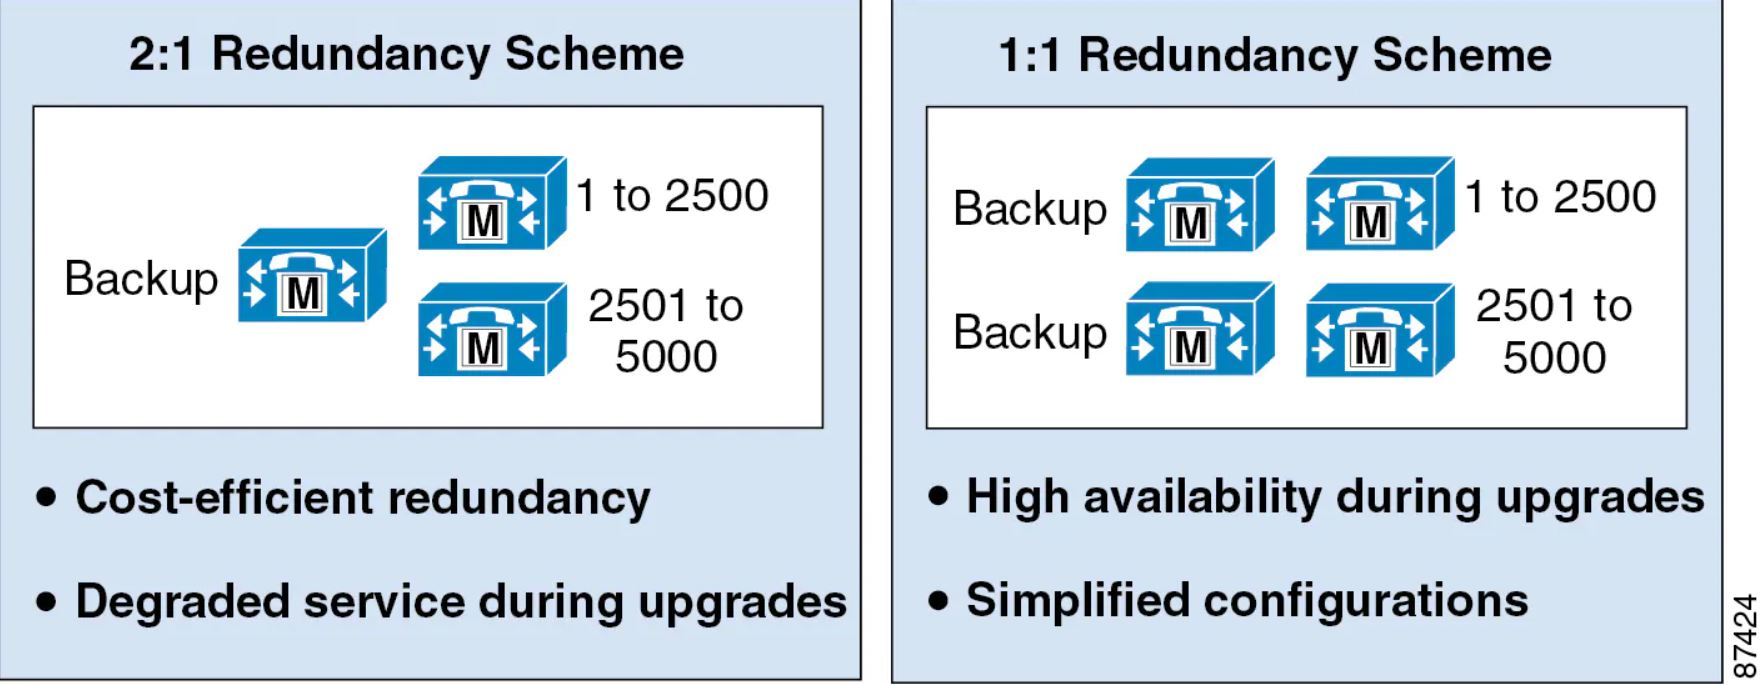 2:1 Redundancy Scheme
Backup
M
M
1 to 2500
M
2501 to
5000
• Cost-efficient redundancy
• Degraded service during upgrades
1:1 Redundancy Scheme
Backup
M
M
1 to 2500
Backup
M
M
2501 to
5000
• High availability during upgrades
• Simplified configurations
87424